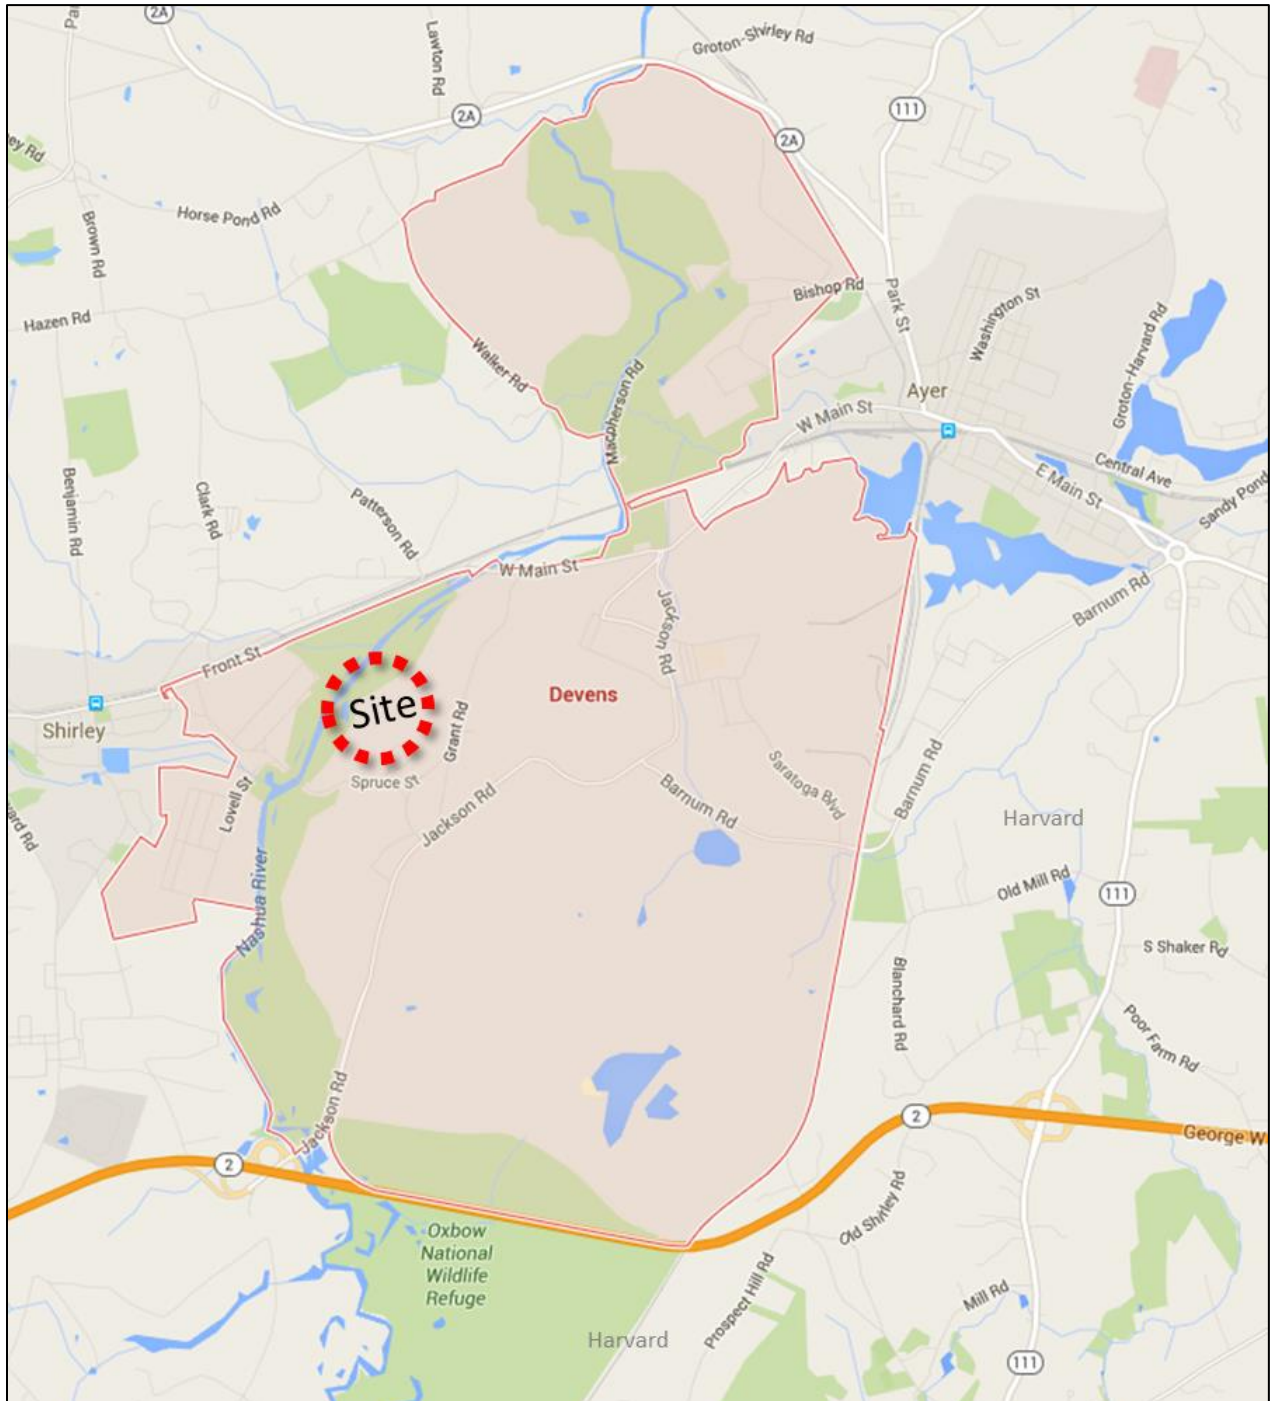 2A
Groton-Shirley Rd
Lawton Rd
2A
111
2A
ey Rd
Horse Pond Rd
Brown Rd
Bishop Rd
Park St
Washington St
Groton-Harvard Rd
Hazen Rd
Walker Rd
Macpherson Rd
Ayer
W Main St
Central Ave
E Main St
Sandy Pond
Benjamin Rd
Clark Rd
Patterson Rd
W Main St
Jackson Rd
Barnum Rd
Front St
Site
Devens
Grant Rd
Shirley
Spruce St
Lovell St
Jackson Rd
Barnum Rd
Saratoga Blvd
Barnum Rd
Harvard
ard Rd
Old Mill Rd
111
Nashua River
S Shaker Rd
Blanchard Rd
Poor Farm Rd
Jackson Rd
2
2
George W
Old Shirley Rd
Oxbow
National
Wildlife
Refuge
Prospect Hill Rd
Mill Rd
Harvard
111